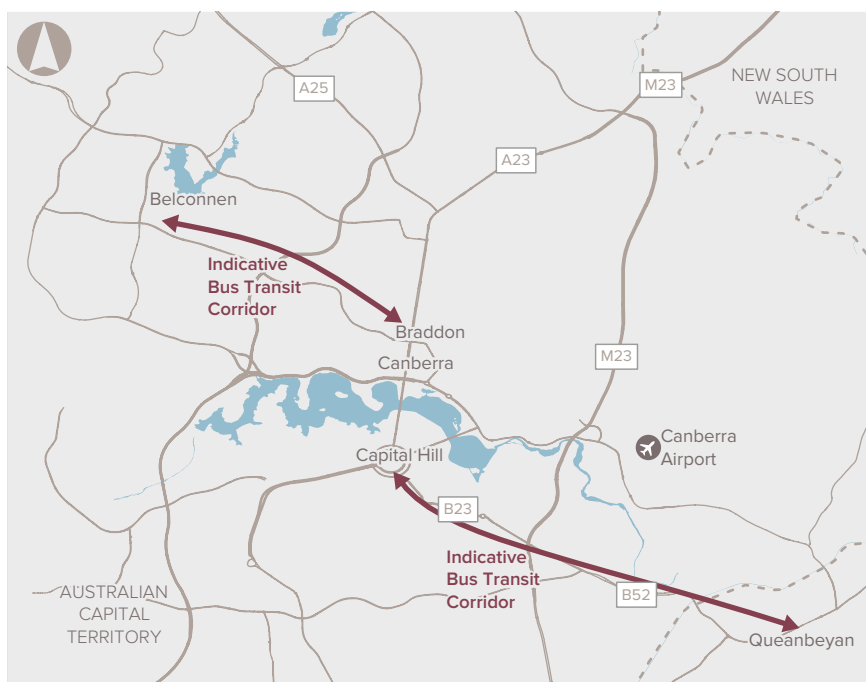 NEW SOUTH
WALES
M23
A25
A23
Belconnen
Indicative
Bus Transit
Corridor
Braddon
M23
Canberra
Canberra
Airport
Capital Hill
B23
Indicative
Bus Transit
Corridor
AUSTRALIAN
CAPITAL
TERRITORY
B52
Queanbeyan